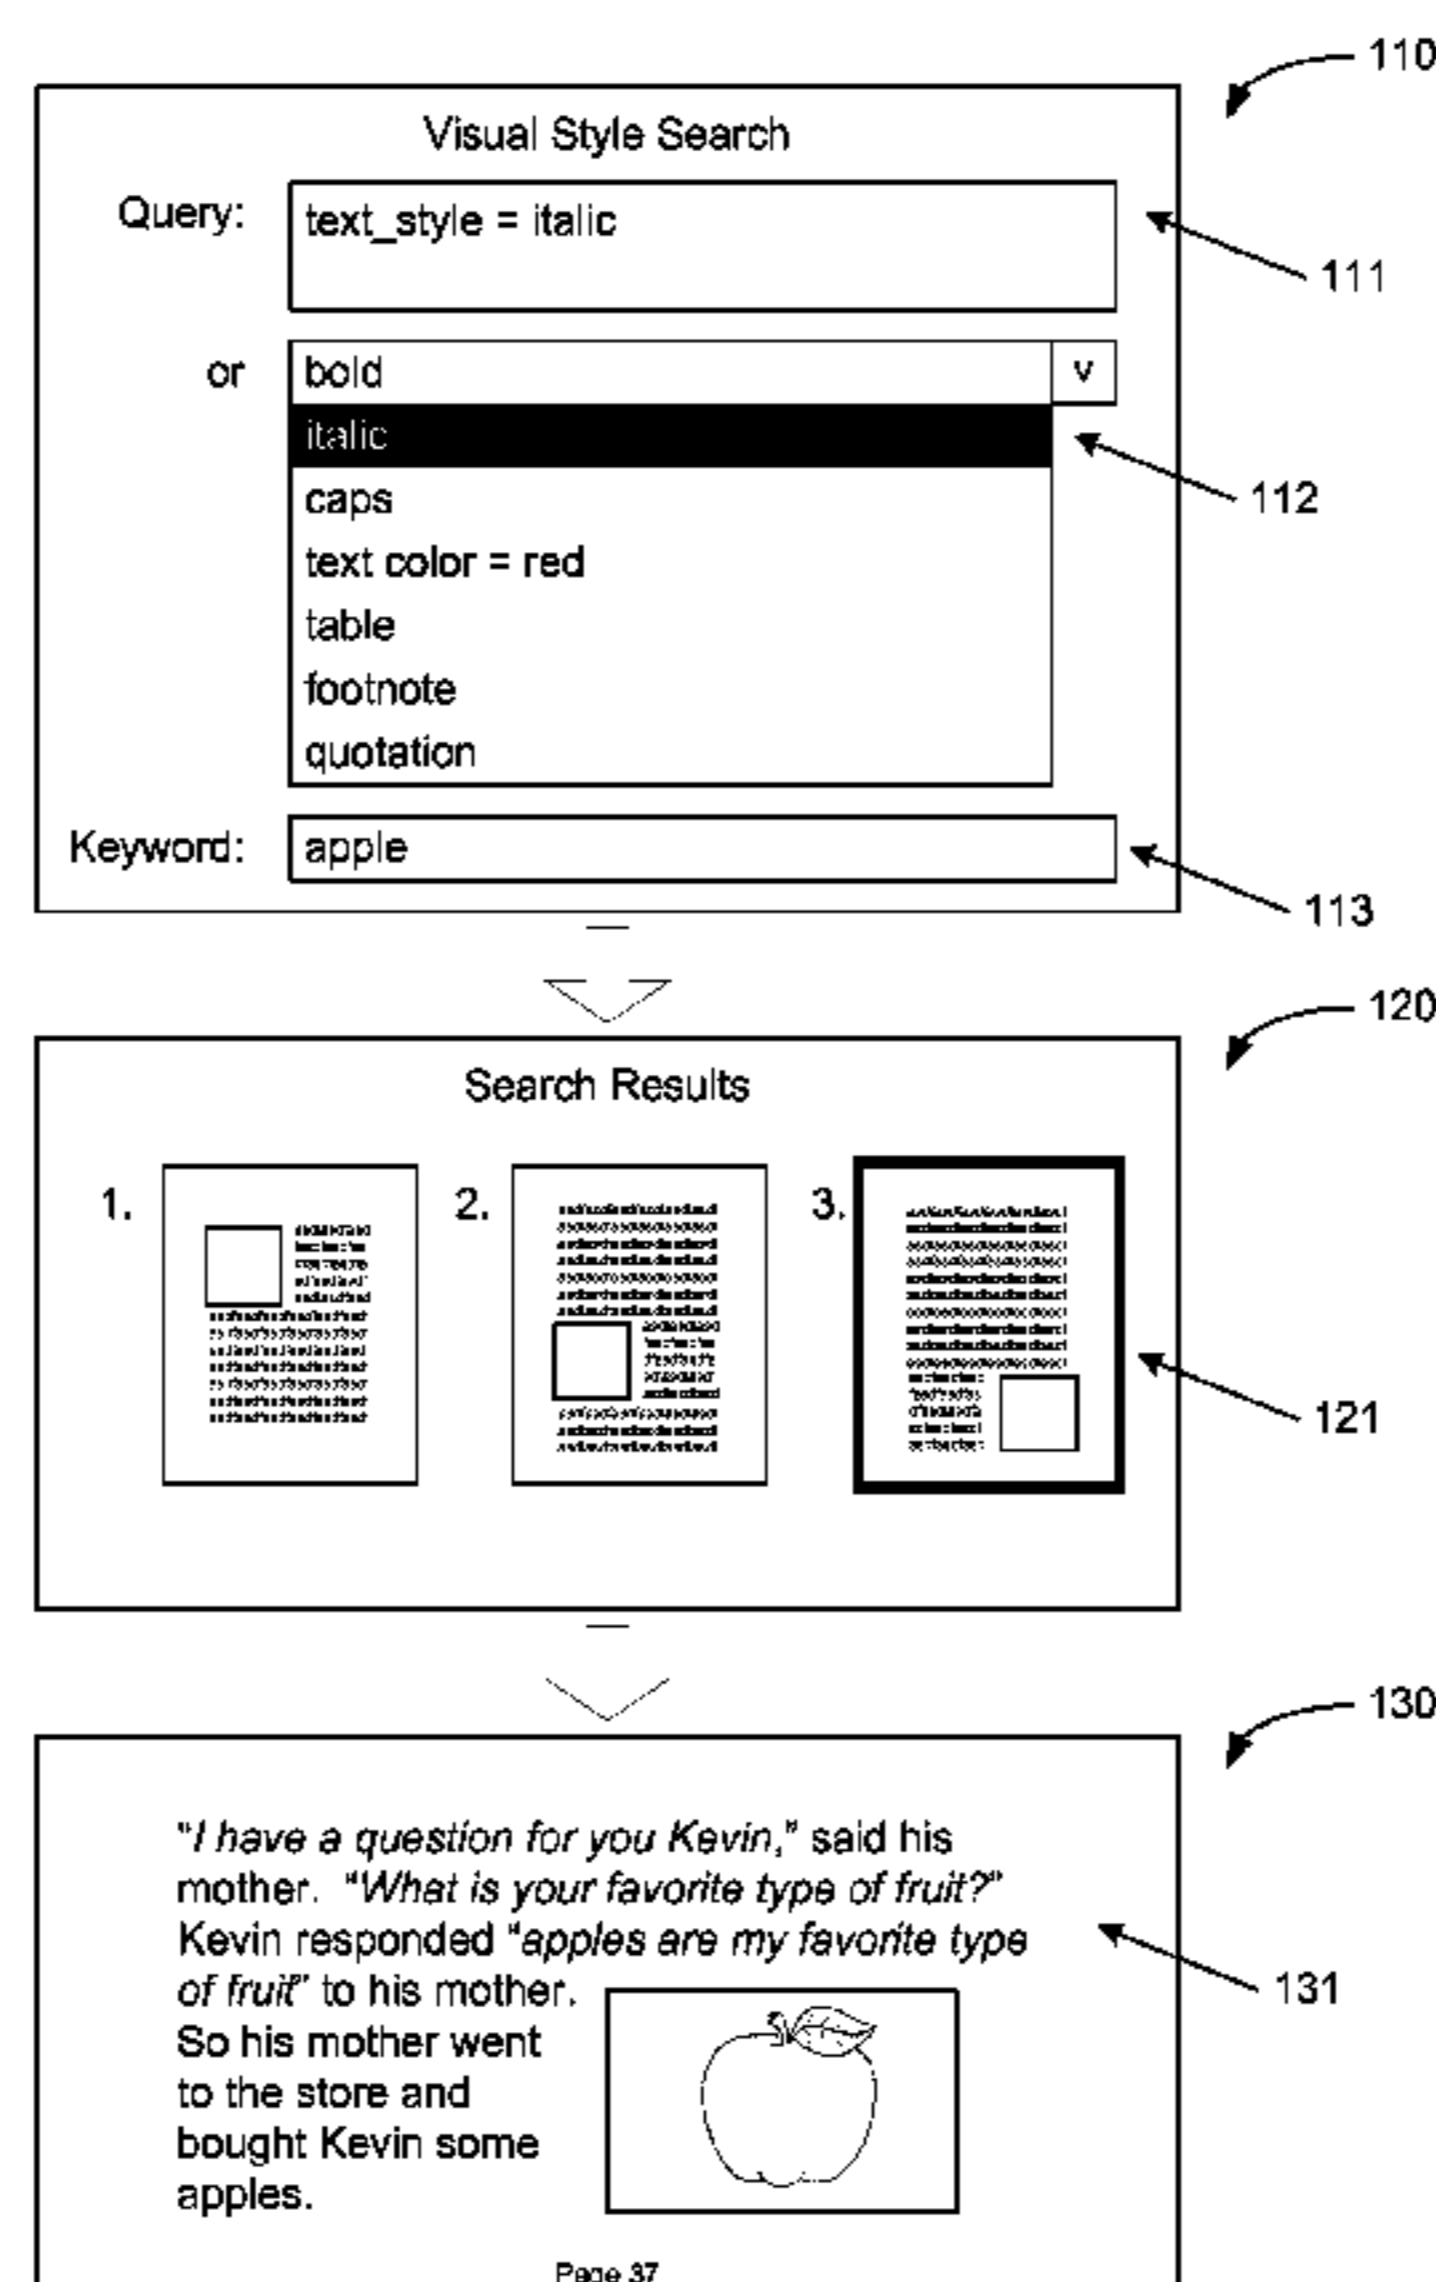 110
Visual Style Search
Query: text_style = italic
111
or bold v
italic
112
caps
text color = red
table
footnote
quotation
Keyword: apple
113
120
Search Results
1. 2. 3.
121
130
"I have a question for you Kevin," said his
mother. "What is your favorite type of fruit?"
Kevin responded "apples are my favorite type
of fruit" to his mother.
131
So his mother went
to the store and
bought Kevin some
apples.
Page 37